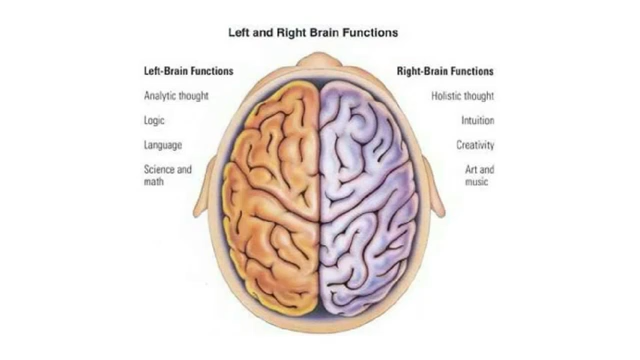 Left and Right Brain Functions
Left-Brain Functions
Analytic thought
Logic
Language
Science and
math
Right-Brain Functions
Holistic thought
Intuition
Creativity
Art and
music